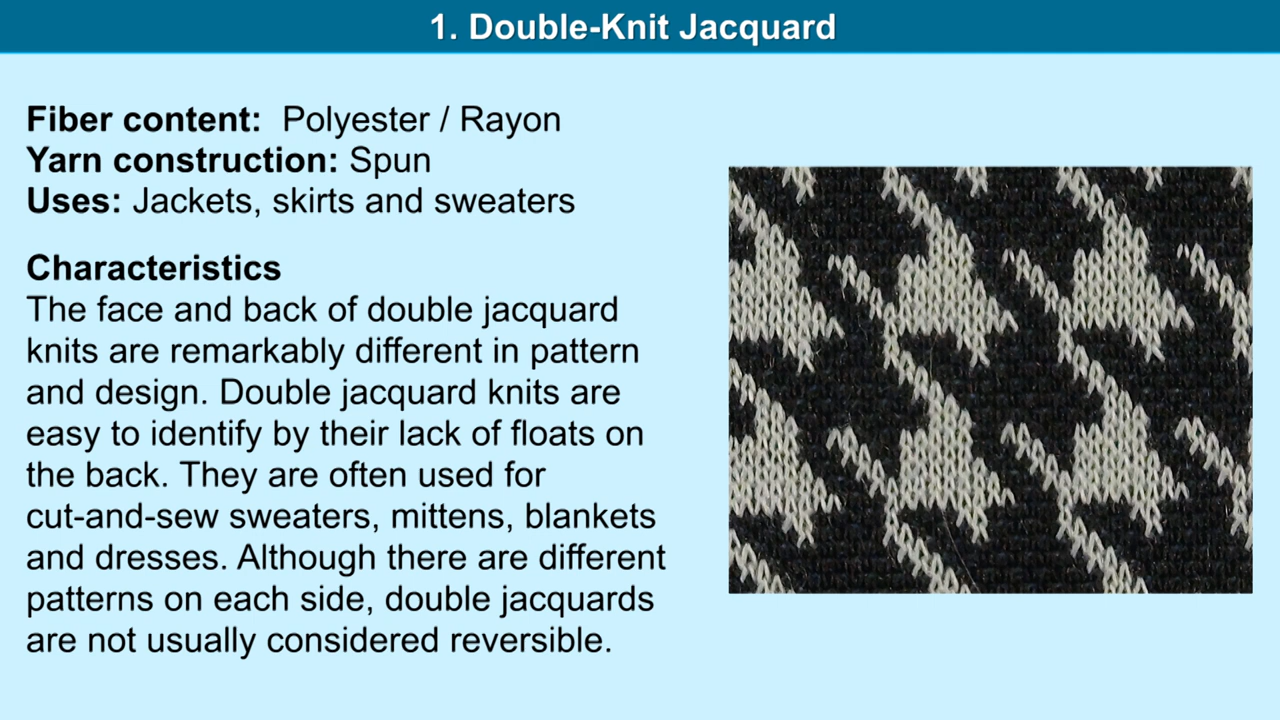 1. Double-Knit Jacquard
Fiber content: Polyester / Rayon
Yarn construction: Spun
Uses: Jackets, skirts and sweaters
Characteristics
The face and back of double jacquard
knits are remarkably different in pattern
and design. Double jacquard knits are
easy to identify by their lack of floats on
the back. They are often used for
cut-and-sew sweaters, mittens, blankets
and dresses. Although there are different
patterns on each side, double jacquards
are not usually considered reversible.